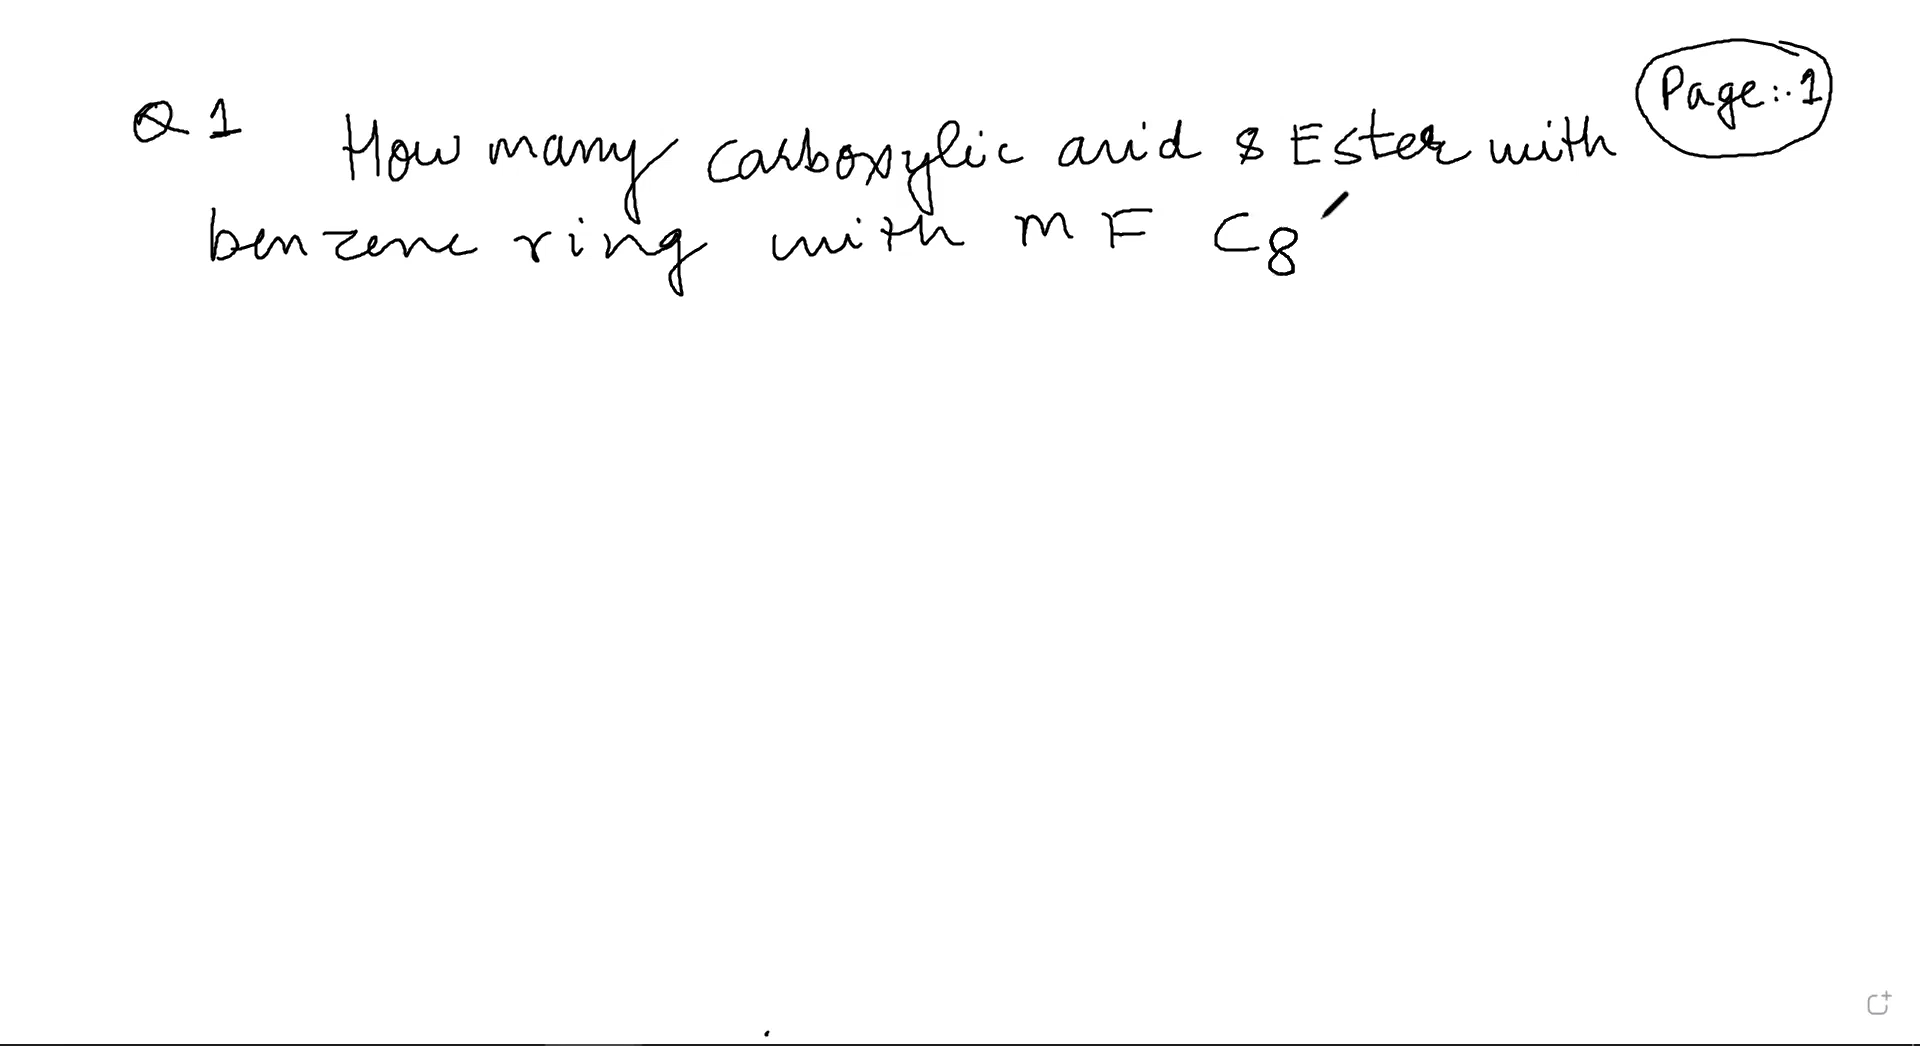 Page:. 1
Q 1 How many carboxylic acid & Ester with
benzene ring with MF C8